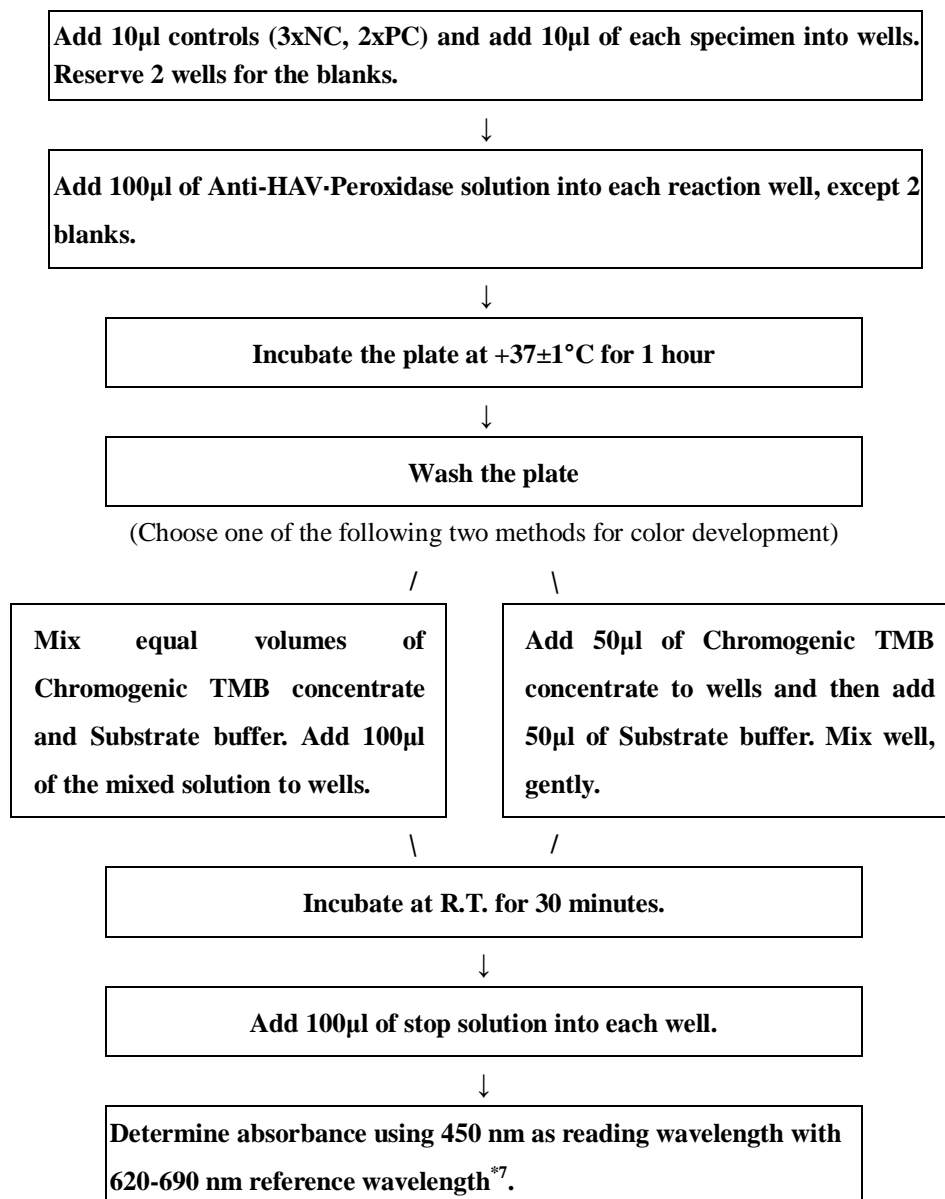 Add 10μl controls (3xNC, 2xPC) and add 10μl of each specimen into wells.
Reserve 2 wells for the blanks.
↓
Add 100μl of Anti-HAV·Peroxidase solution into each reaction well, except 2
blanks.
↓
Incubate the plate at +37±1°C for 1 hour
↓
Wash the plate
(Choose one of the following two methods for color development)
/ \
Mix equal volumes of
Chromogenic TMB concentrate
and Substrate buffer. Add 100μl
of the mixed solution to wells.
Add 50μl of Chromogenic TMB
concentrate to wells and then add
50μl of Substrate buffer. Mix well,
gently.
\ /
Incubate at R.T. for 30 minutes.
↓
Add 100μl of stop solution into each well.
↓
Determine absorbance using 450 nm as reading wavelength with
620-690 nm reference wavelength*7.